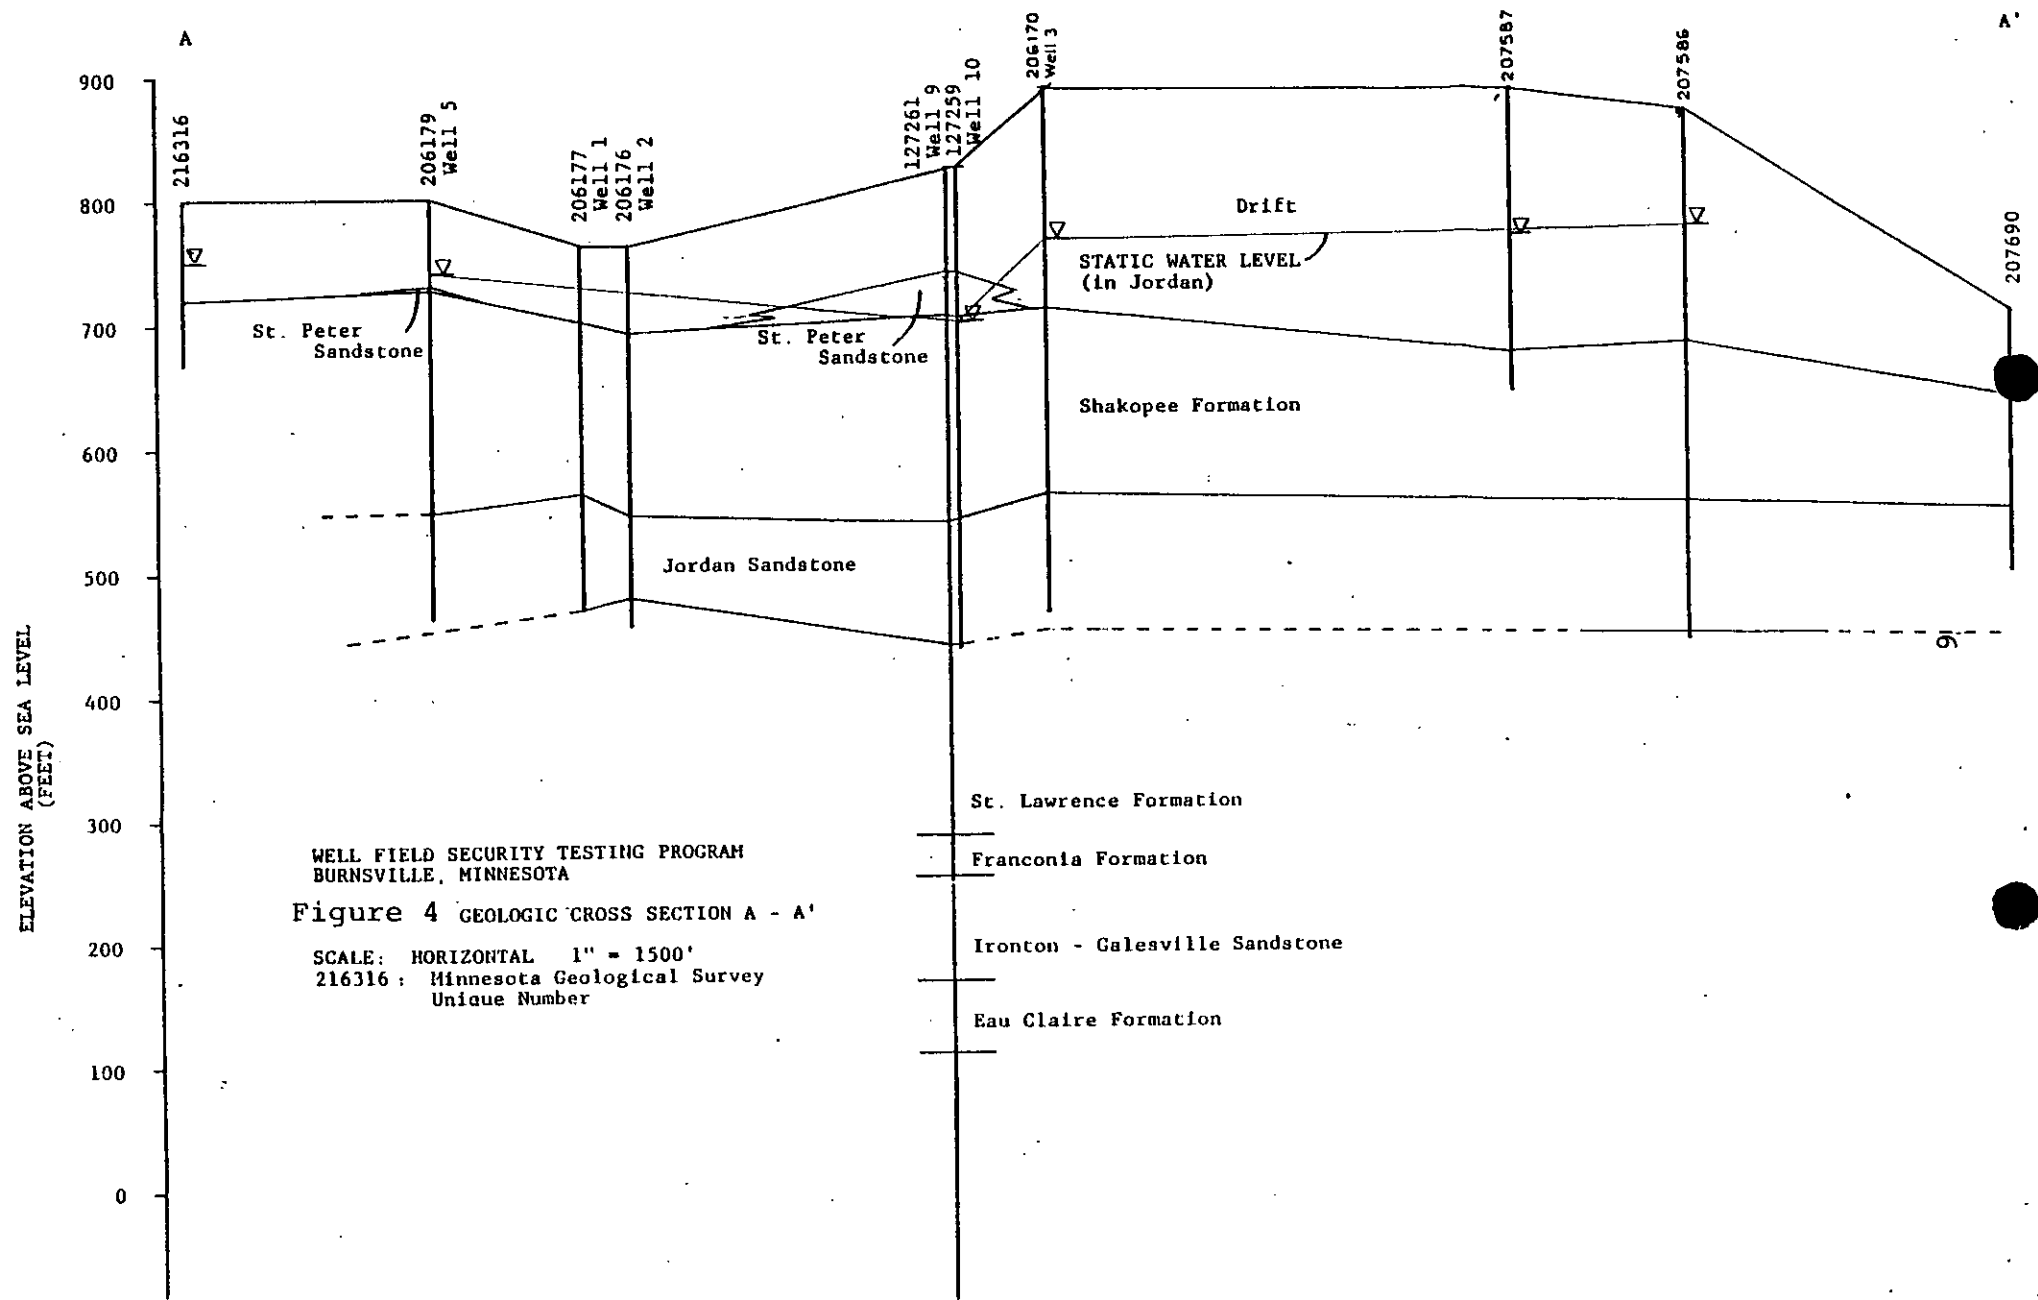 A
A'
216316
206179
Well 5
206177
Well 1
206176
Well 2
127261
Well 9
127259
Well 10
206170
Well 3
207587
207586
207690
900
800
700
600
500
400
300
200
100
0
ELEVATION ABOVE SEA LEVEL
(FEET)
Drift
STATIC WATER LEVEL
(in Jordan)
St. Peter
Sandstone
St. Peter
Sandstone
Shakopee Formation
Jordan Sandstone
9
St. Lawrence Formation
Franconia Formation
Ironton - Galesville Sandstone
Eau Claire Formation
WELL FIELD SECURITY TESTING PROGRAM
BURNSVILLE, MINNESOTA
Figure 4 GEOLOGIC CROSS SECTION A - A'
SCALE: HORIZONTAL 1" = 1500'
216316 : Minnesota Geological Survey
Unique Number